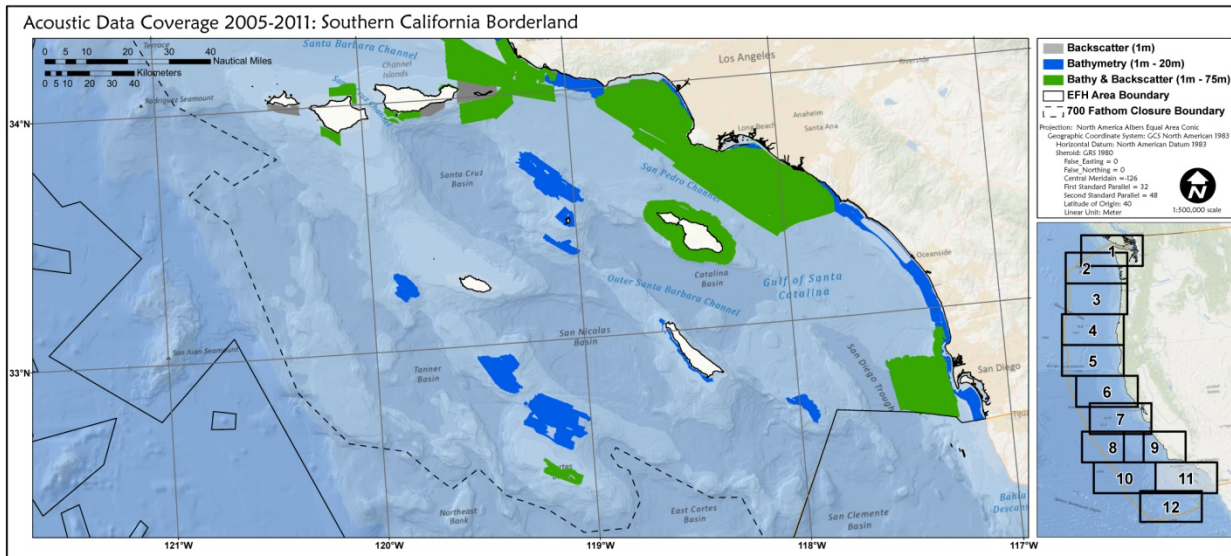 Acoustic Data Coverage 2005-2011: Southern California Borderland
0 5 10 20 30 40
Nautical Miles
0 5 10 20 30 40
Kilometers
Terrace
Santa Barbara Channel
Channel
Islands
Rodriguez Seamount
Los Angeles
Riverside
Anaheim
Long Beach
Santa Ana
34°N
Santa Cruz
Basin
San Pedro Channel
Oceanside
Catalina
Basin
Gulf of Santa
Catalina
Outer Santa Barbara Channel
San Nicolas
Basin
San Juan Seamount
33°N
Tanner
Basin
San Diego Trough
San Diego
Cortes
Northeast
Bank
East Cortes
Basin
San Clemente
Basin
121°W
120°W
119°W
118°W
117°W
Backscatter (1m)
Bathymetry (1m - 20m)
Bathy & Backscatter (1m - 75m)
EFH Area Boundary
700 Fathom Closure Boundary
Projection: North America Albers Equal Area Conic
Geographic Coordinate System: GCS North American 1983
Horizontal Datum: North American Datum 1983
Sheroid: GRS 1980
False_Easting = 0
False_Northing = 0
Central Meridain =-126
First Standard Parallel = 32
Second Standard Parallel = 48
Latitude of Origin: 40
Linear Unit: Meter
N
1:500,000 scale
1
2
3
4
5
6
7
8
9
10
11
12